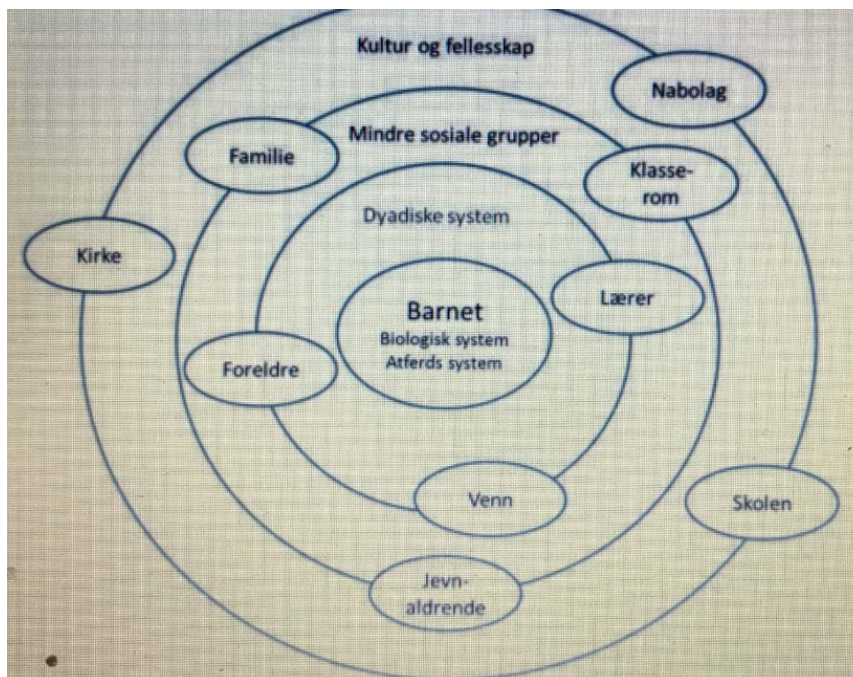 Kultur og fellesskap
Nabolag
Mindre sosiale grupper
Familie
Klasse-
rom
Dyadiske system
Kirke
Lærer
Barnet
Biologisk system
Atferds system
Foreldre
Venn
Skolen
Jevn-
aldrende